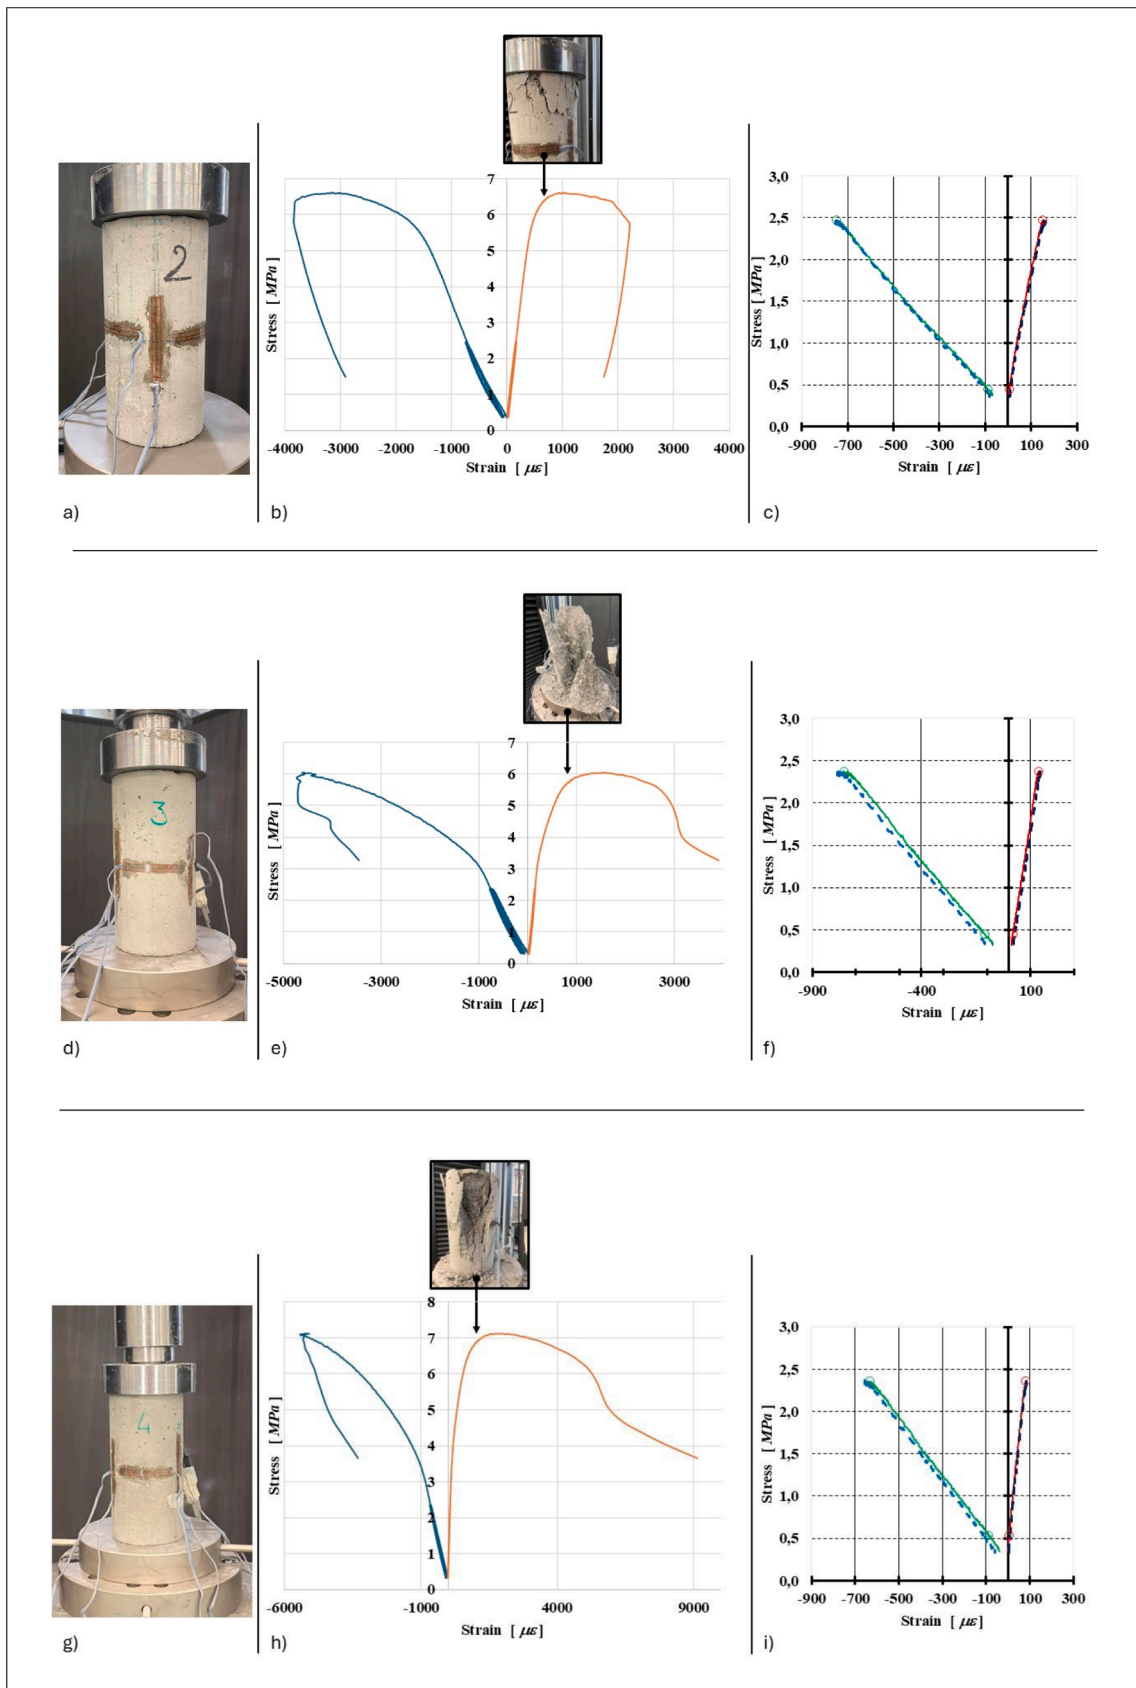 2
7
6
5
4
3
2
1
0
-4000 -3000 -2000 -1000 0 1000 2000 3000 4000
Stress [ MPa]
Strain [ με]
3,0
2,5
2,0
1,5
1,0
0,5
0,0
-900 -700 -500 -300 -100 100 300
Stress [ MPa]
Strain [ με]
a)
b)
c)
3
7
6
5
4
3
2
1
0
-5000 -3000 -1000 1000 3000
Stress [ MPa]
Strain [ με]
3,0
2,5
2,0
1,5
1,0
0,5
0,0
-900 -400 100
Stress [ MPa]
Strain [ με]
d)
e)
f)
4
8
7
6
5
4
3
2
1
0
-6000 -1000 4000 9000
Stress [ MPa]
Strain [ με]
3,0
2,5
2,0
1,5
1,0
0,5
0,0
-900 -700 -500 -300 -100 100 300
Stress [ MPa]
Strain [ με]
g)
h)
i)